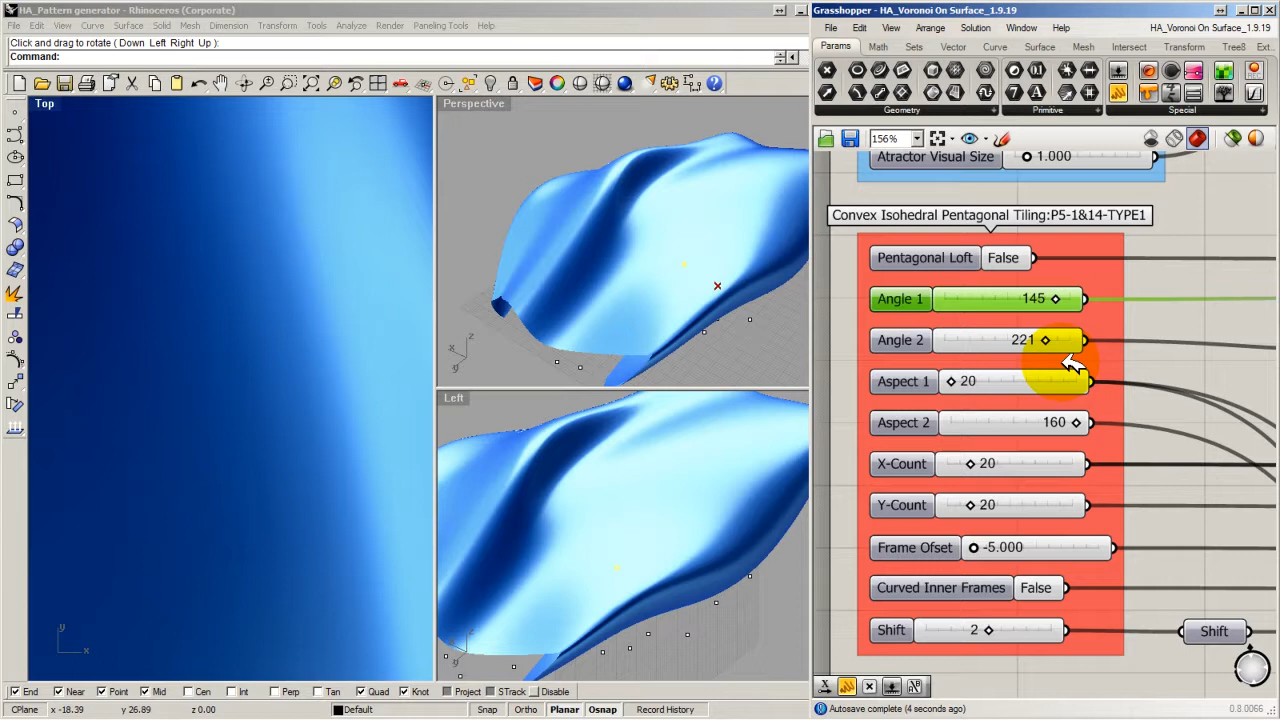 HA_Pattern generator - Rhinoceros (Corporate)
File Edit View Curve Surface Solid Mesh Dimension Transform Tools Analyze Render Paneling Tools Help
Click and drag to rotate ( Down Left Right Up ):
Command:
Top
Perspective
Left
z
x
y
z
y
y
x
End Near Point Mid Cen Int Perp Tan Quad Knot Project STrack Disable
CPlane x -18.39 y 26.89 z 0.00 Default Snap Ortho Planar Osnap Record History
Grasshopper - HA_Voronoi On Surface_1.9.19
File Edit View Arrange Solution Window Help HA_Voronoi On Surface_1.9.19
Params Math Sets Vector Curve Surface Mesh Intersect Transform Tree8 Ext...
Geometry Primitive Special
156%
Atractor Visual Size 1.000
Convex Isohedral Pentagonal Tiling:P5-1&14-TYPE1
Pentagonal Loft False
Angle 1 145
Angle 2 221
Aspect 1 20
Aspect 2 160
X-Count 20
Y-Count 20
Frame Ofset -5.000
Curved Inner Frames False
Shift 2
Shift
Autosave complete (4 seconds ago) 0.8.0066